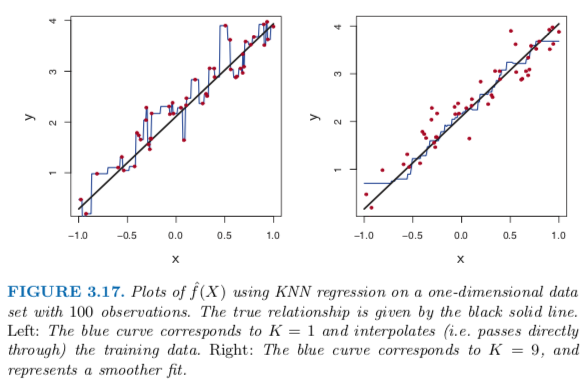 4
3
2
1
y
-1.0 -0.5 0.0 0.5 1.0
x
4
3
2
1
y
-1.0 -0.5 0.0 0.5 1.0
x
FIGURE 3.17. Plots of f̂(X) using KNN regression on a one-dimensional data
set with 100 observations. The true relationship is given by the black solid line.
Left: The blue curve corresponds to K = 1 and interpolates (i.e. passes directly
through) the training data. Right: The blue curve corresponds to K = 9, and
represents a smoother fit.